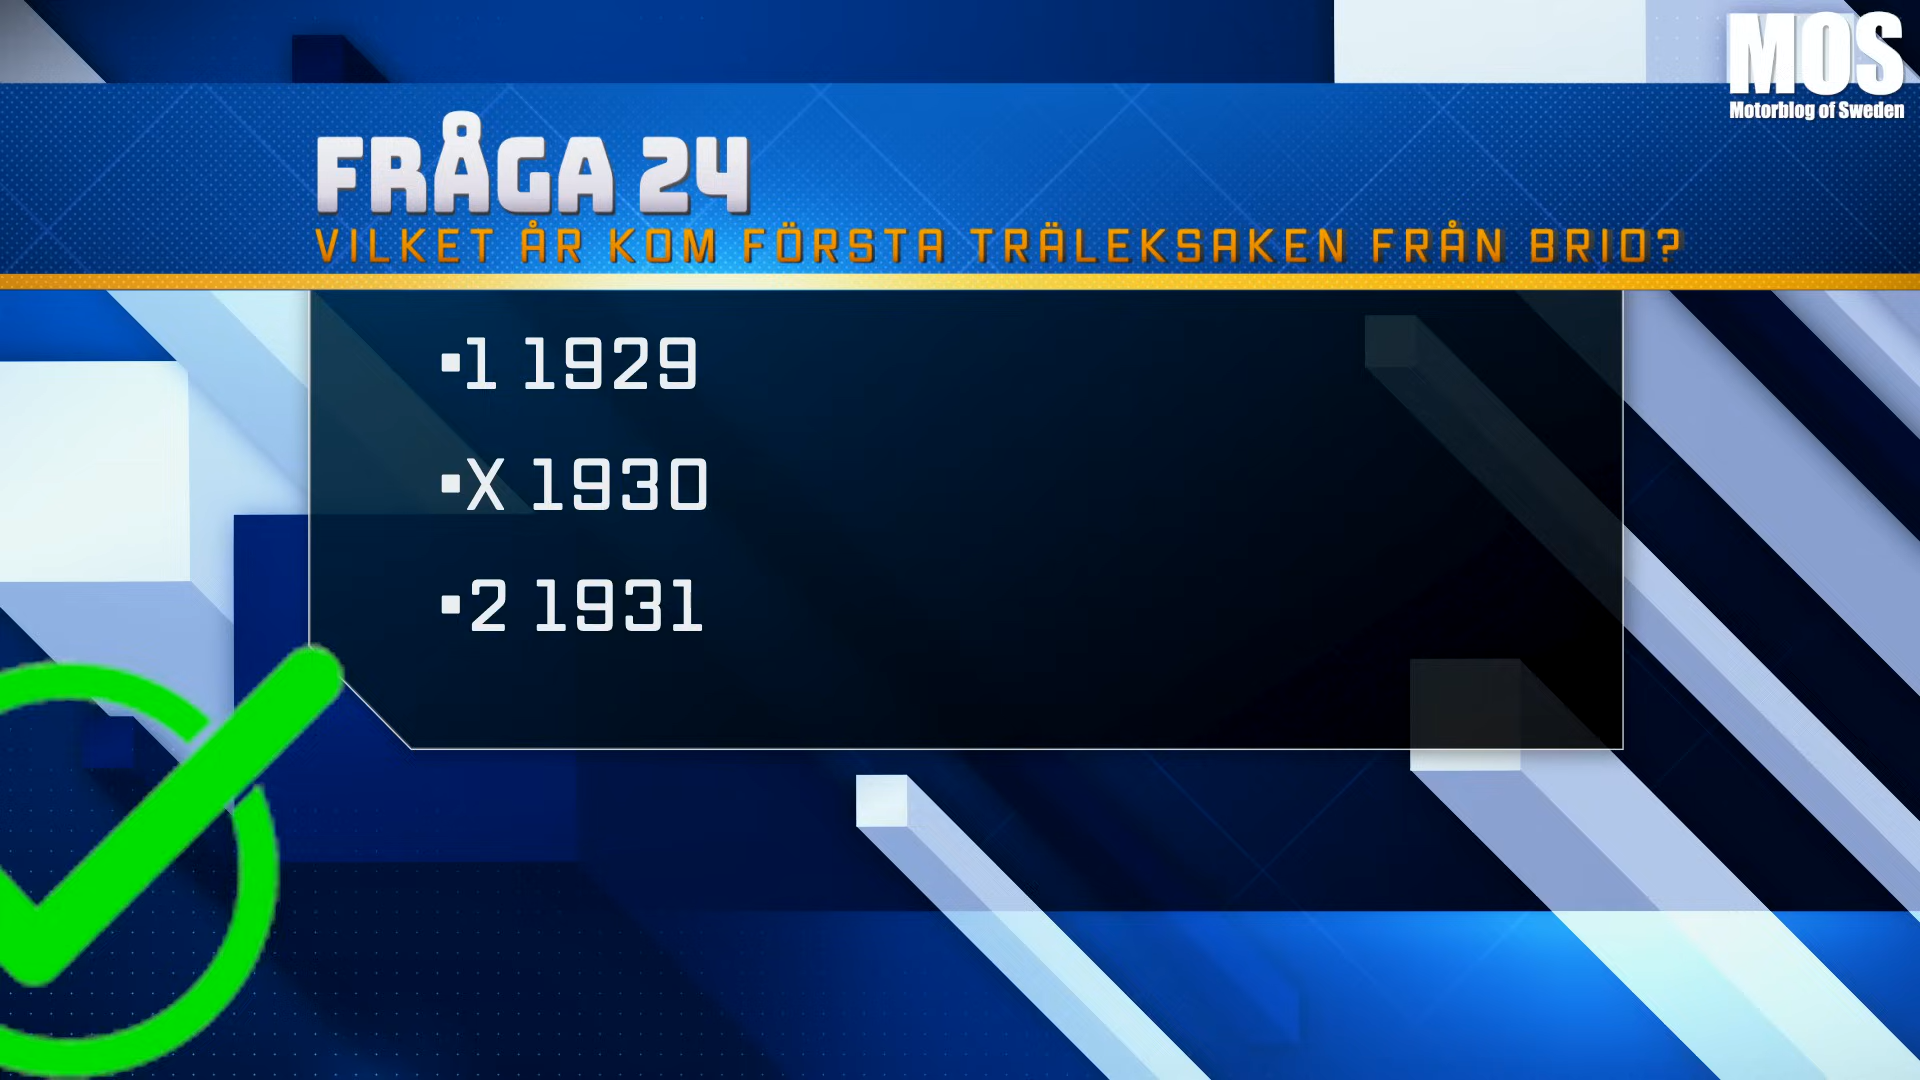 MOS
Motorblog of Sweden
FRÅGA 24
VILKET ÅR KOM FÖRSTA TRÄLEKSAKEN FRÅN BRIO?
▪1 1929
▪X 1930
▪2 1931